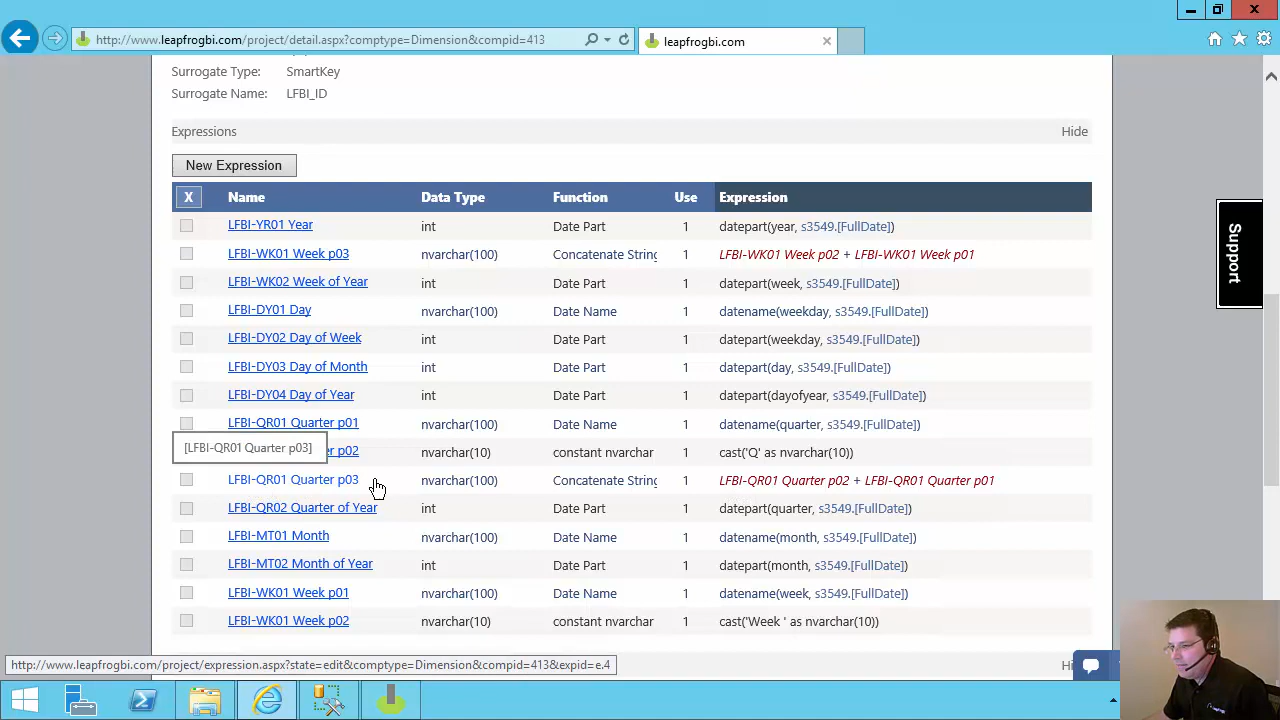 http://www.leapfrogbi.com/project/detail.aspx?comptype=Dimension&compid=413
leapfrogbi.com
Surrogate Type: SmartKey
Surrogate Name: LFBI_ID
Expressions Hide
New Expression
X Name Data Type Function Use Expression
LFBI-YR01 Year int Date Part 1 datepart(year, s3549.[FullDate])
LFBI-WK01 Week p03 nvarchar(100) Concatenate String 1 LFBI-WK01 Week p02 + LFBI-WK01 Week p01
LFBI-WK02 Week of Year int Date Part 1 datepart(week, s3549.[FullDate])
LFBI-DY01 Day nvarchar(100) Date Name 1 datename(weekday, s3549.[FullDate])
LFBI-DY02 Day of Week int Date Part 1 datepart(weekday, s3549.[FullDate])
LFBI-DY03 Day of Month int Date Part 1 datepart(day, s3549.[FullDate])
LFBI-DY04 Day of Year int Date Part 1 datepart(dayofyear, s3549.[FullDate])
LFBI-QR01 Quarter p01 nvarchar(100) Date Name 1 datename(quarter, s3549.[FullDate])
[LFBI-QR01 Quarter p03] p02 nvarchar(10) constant nvarchar 1 cast('Q' as nvarchar(10))
LFBI-QR01 Quarter p03 nvarchar(100) Concatenate String 1 LFBI-QR01 Quarter p02 + LFBI-QR01 Quarter p01
LFBI-QR02 Quarter of Year int Date Part 1 datepart(quarter, s3549.[FullDate])
LFBI-MT01 Month nvarchar(100) Date Name 1 datename(month, s3549.[FullDate])
LFBI-MT02 Month of Year int Date Part 1 datepart(month, s3549.[FullDate])
LFBI-WK01 Week p01 nvarchar(100) Date Name 1 datename(week, s3549.[FullDate])
LFBI-WK01 Week p02 nvarchar(10) constant nvarchar 1 cast('Week ' as nvarchar(10))
http://www.leapfrogbi.com/project/expression.aspx?state=edit&comptype=Dimension&compid=413&expid=e.4
Support